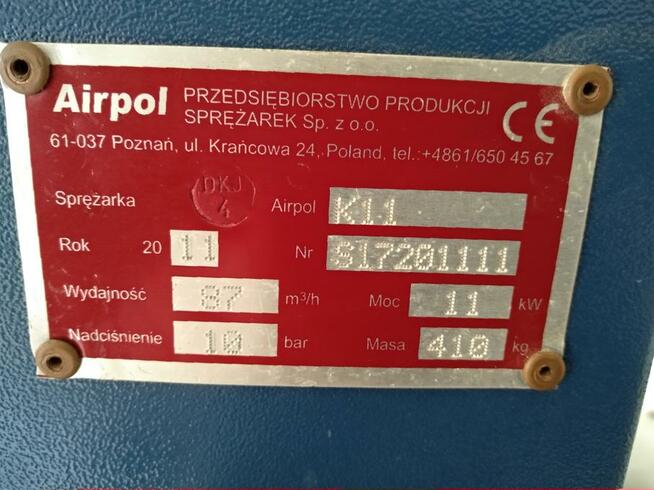 Airpol PRZEDSIĘBIORSTWO PRODUKCJI
SPRĘŻAREK Sp. z o.o.
CE
61-037 Poznań, ul. Krańcowa 24, Poland, tel.:+4861/650 45 67
Sprężarka DKJ 4 Airpol K11
Rok 20 11 Nr S17201111
Wydajność 87 m³/h Moc 11 kW
Nadciśnienie 10 bar Masa 410 kg